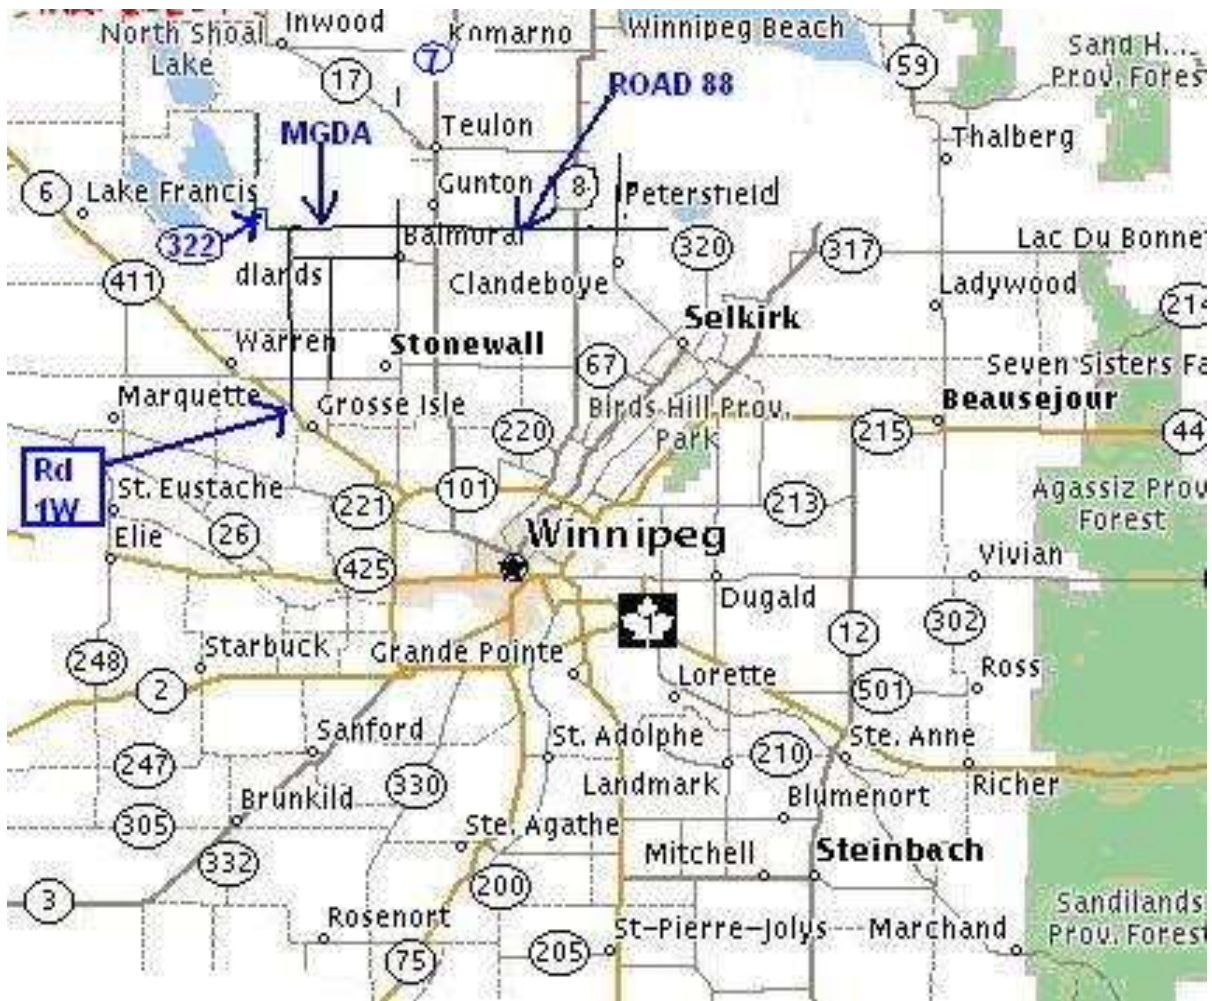 Inwood
North Shoal
Lake
Komarno
Winnipeg Beach
Sand H....
Prov. Forest
7
17
59
ROAD 88
MGDA
Teulon
Thalberg
6
Lake Francis
Gunton
8
Petersfield
322
Balmoral
320
317
Lac Du Bonnet
411
dlands
Clandeboye
Ladywood
214
Selkirk
Warren
Stonewall
67
Seven Sisters Fa
Marquette
Grosse Isle
Birds Hill Prov.
Park
Beausejour
220
215
44
Rd
1W
St. Eustache
221
101
213
Agassiz Prov
Forest
26
Elie
Winnipeg
Vivian
425
Dugald
1
12
302
Starbuck
248
Grande Pointe
Ross
2
Lorette
501
Sanford
St. Adolphe
210
Ste. Anne
247
330
Landmark
Richer
Brunkild
Blumenort
305
Ste. Agathe
332
Mitchell
Steinbach
3
200
Rosenort
St-Pierre-Jolys
Marchand
Sandilands
Prov. Forest
75
205